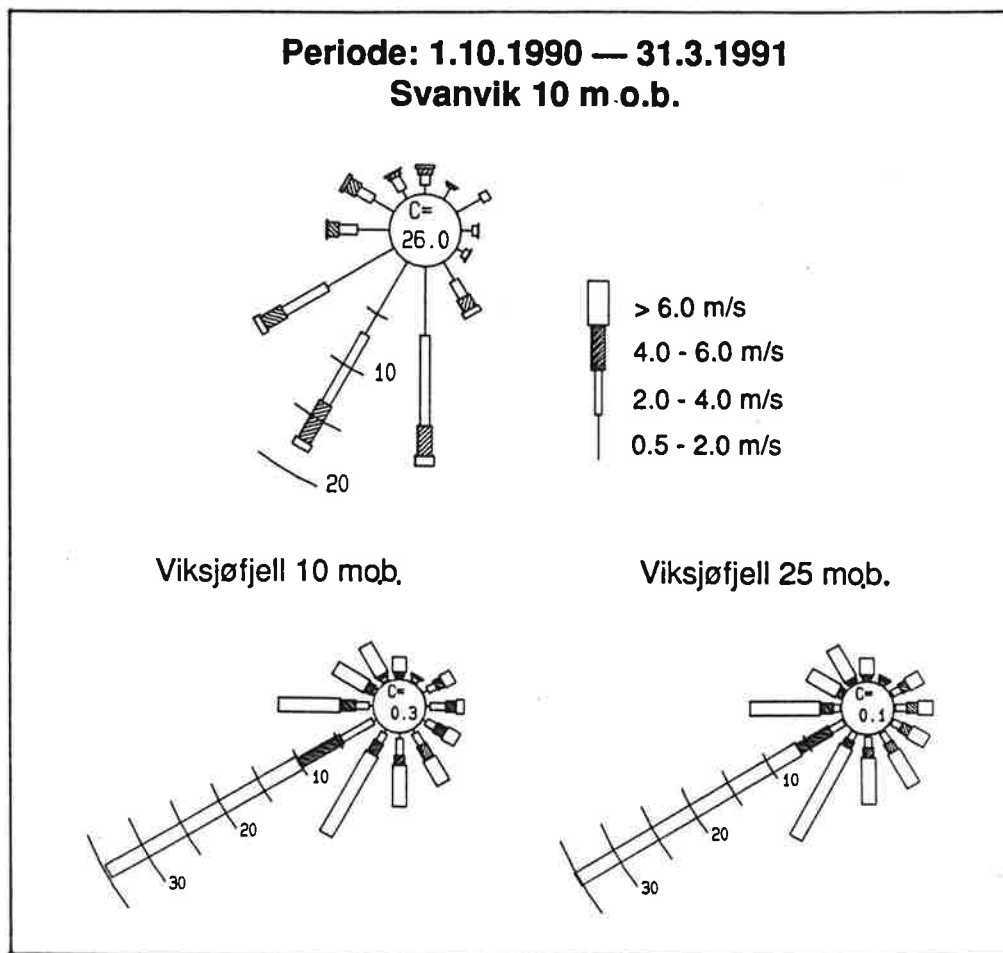 Periode: 1.10.1990 — 31.3.1991
Svanvik 10 m.o.b.
C=
26.0
10
20
> 6.0 m/s
4.0 - 6.0 m/s
2.0 - 4.0 m/s
0.5 - 2.0 m/s
Viksjøfjell 10 mo.b.
Viksjøfjell 25 mo.b.
C=
0.3
10
20
30
C=
0.1
10
20
30